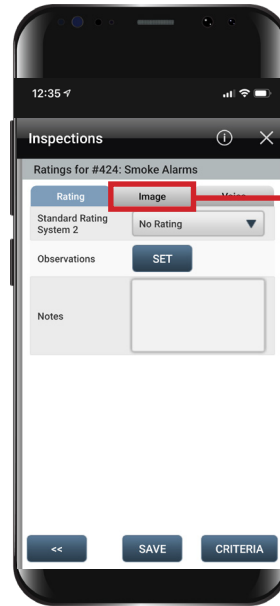 12:35
Inspections
Ratings for #424: Smoke Alarms
Rating Image Voice
Standard Rating System 2 No Rating
Observations SET
Notes
<< SAVE CRITERIA